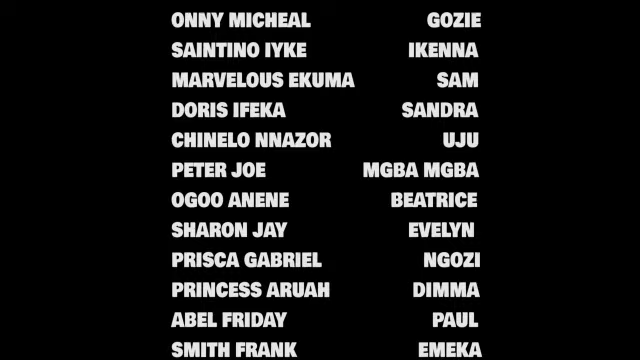 ONNY MICHEAL GOZIE
SAINTINO IYKE IKENNA
MARVELOUS EKUMA SAM
DORIS IFEKA SANDRA
CHINELO NNAZOR UJU
PETER JOE MGBA MGBA
OGOO ANENE BEATRICE
SHARON JAY EVELYN
PRISCA GABRIEL NGOZI
PRINCESS ARUAH DIMMA
ABEL FRIDAY PAUL
SMITH FRANK EMEKA